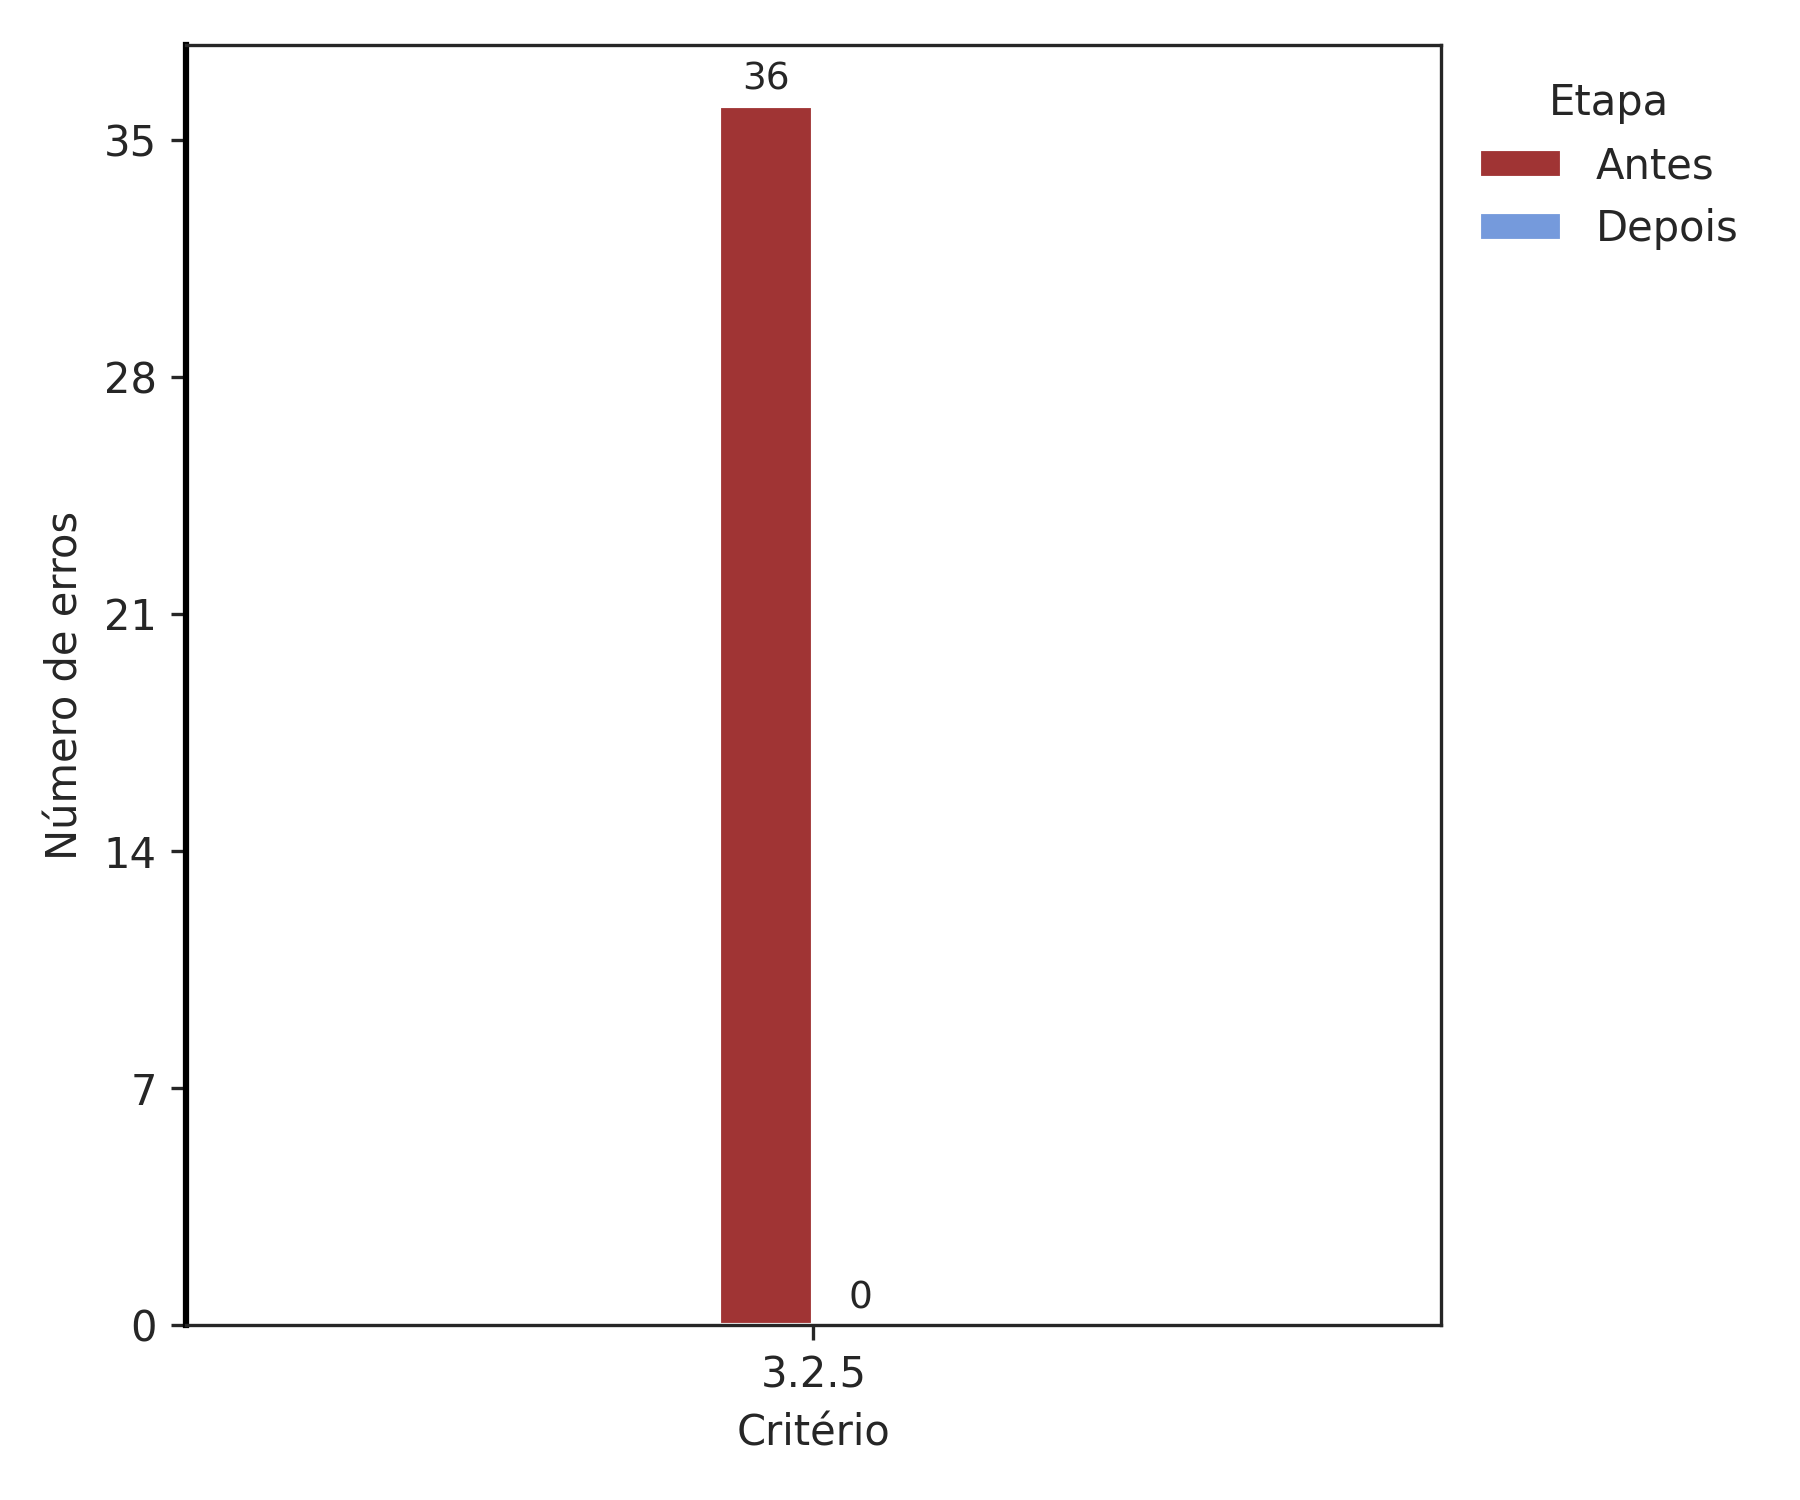 36
35
28
21
14
7
0
0
Número de erros
3.2.5
Critério
Etapa
Antes
Depois